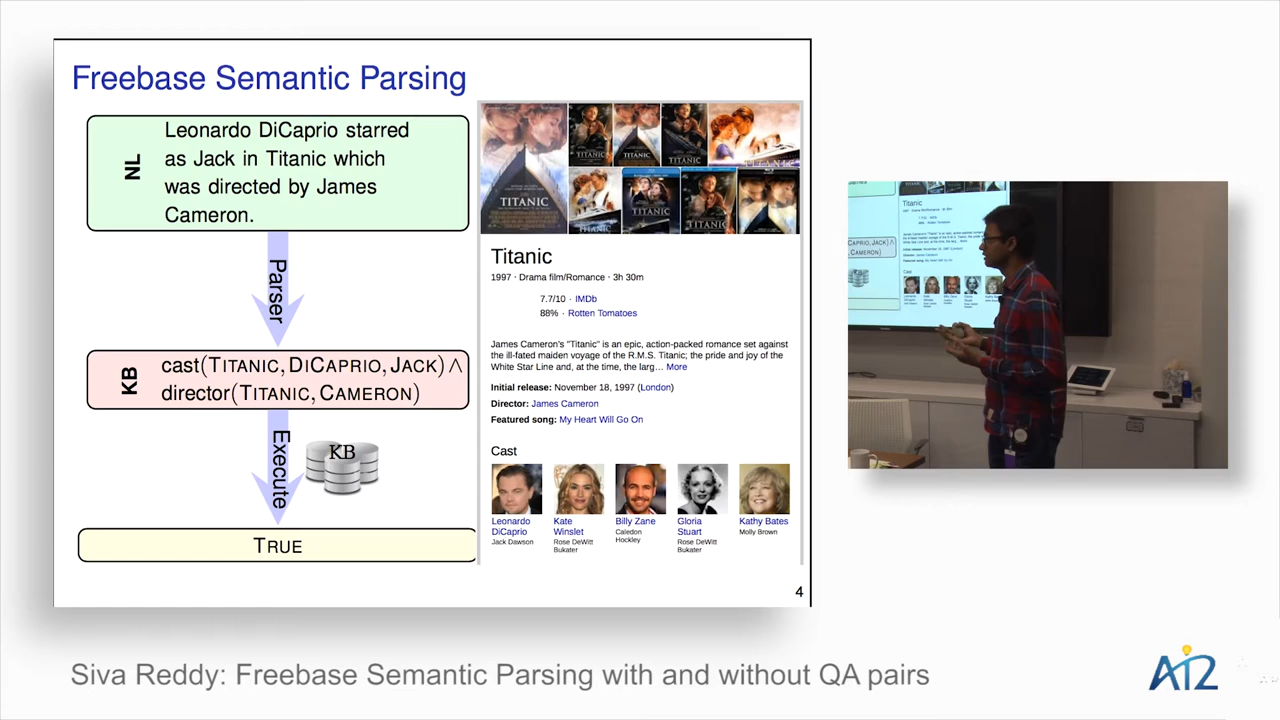 Freebase Semantic Parsing
NL
Leonardo DiCaprio starred
as Jack in Titanic which
was directed by James
Cameron.
Parser
KB
cast(TITANIC, DICAPRIO, JACK) ∧
director(TITANIC, CAMERON)
Execute
KB
TRUE
TITANIC
Titanic
1997 · Drama film/Romance · 3h 30m
7.7/10 · IMDb
88% · Rotten Tomatoes
James Cameron's "Titanic" is an epic, action-packed romance set against
the ill-fated maiden voyage of the R.M.S. Titanic; the pride and joy of the
White Star Line and, at the time, the larg... More
Initial release: November 18, 1997 (London)
Director: James Cameron
Featured song: My Heart Will Go On
Cast
Leonardo
DiCaprio
Jack Dawson
Kate
Winslet
Rose DeWitt
Bukater
Billy Zane
Caledon
Hockley
Gloria
Stuart
Rose DeWitt
Bukater
Kathy Bates
Molly Brown
4
Titanic
CAPRIO, JACK) ∧
CAMERON)
Cast
Siva Reddy: Freebase Semantic Parsing with and without QA pairs
AI2